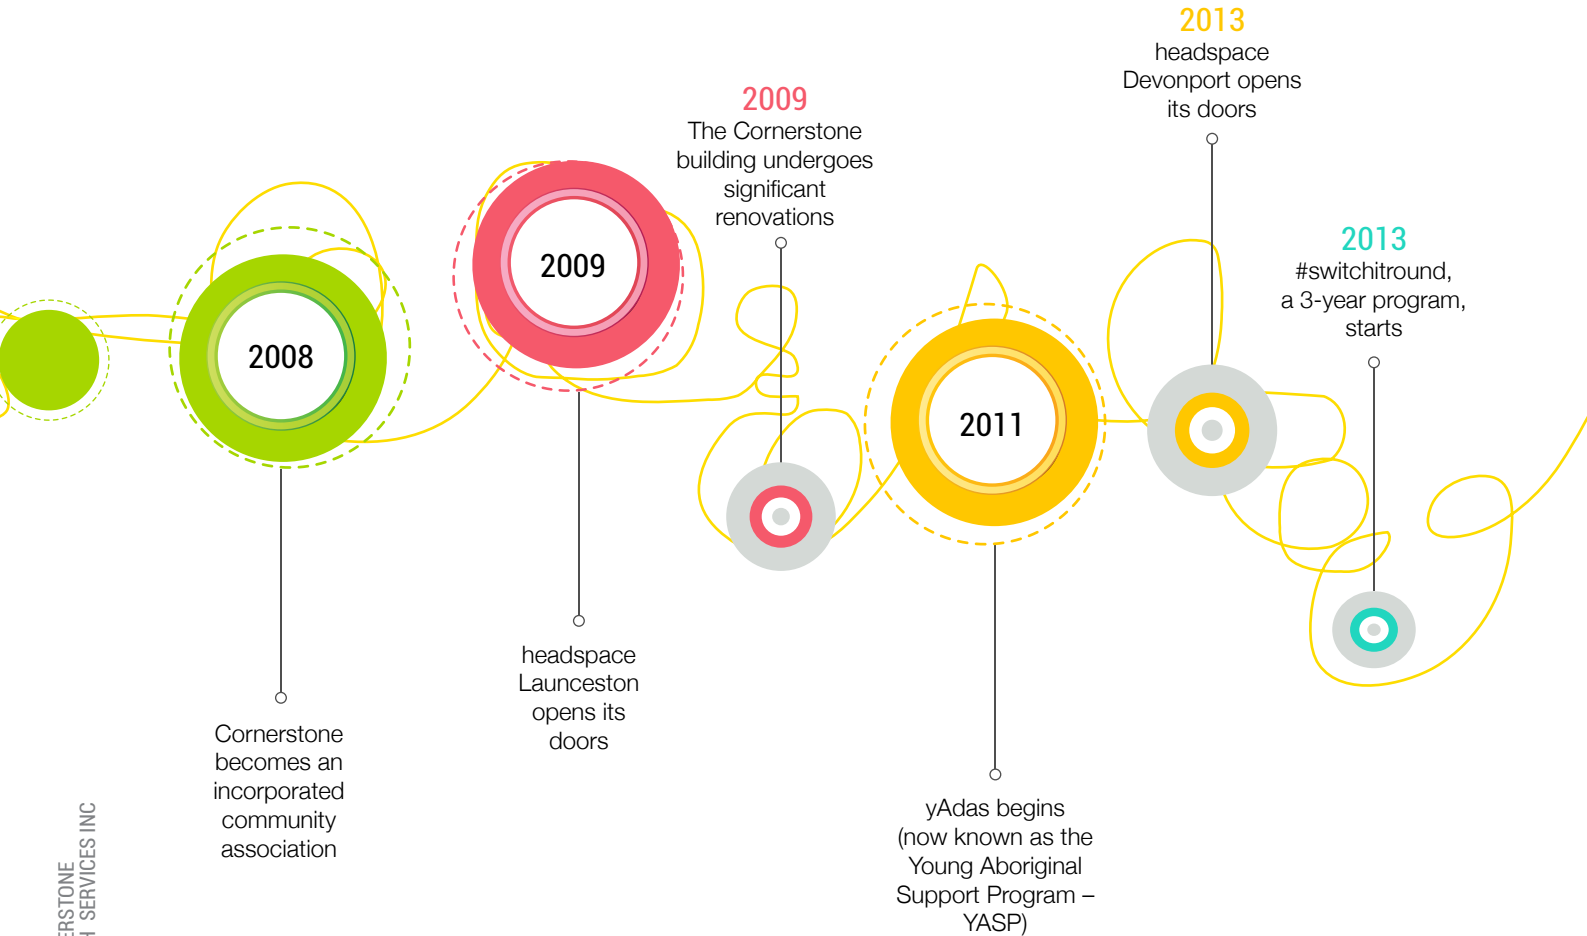 2008
Cornerstone
becomes an
incorporated
community
association
2009
headspace
Launceston
opens its
doors
2009
The Cornerstone
building undergoes
significant
renovations
2011
yAdas begins
(now known as the
Young Aboriginal
Support Program –
YASP)
2013
headspace
Devonport opens
its doors
2013
#switchitround,
a 3-year program,
starts
SERVICES INC